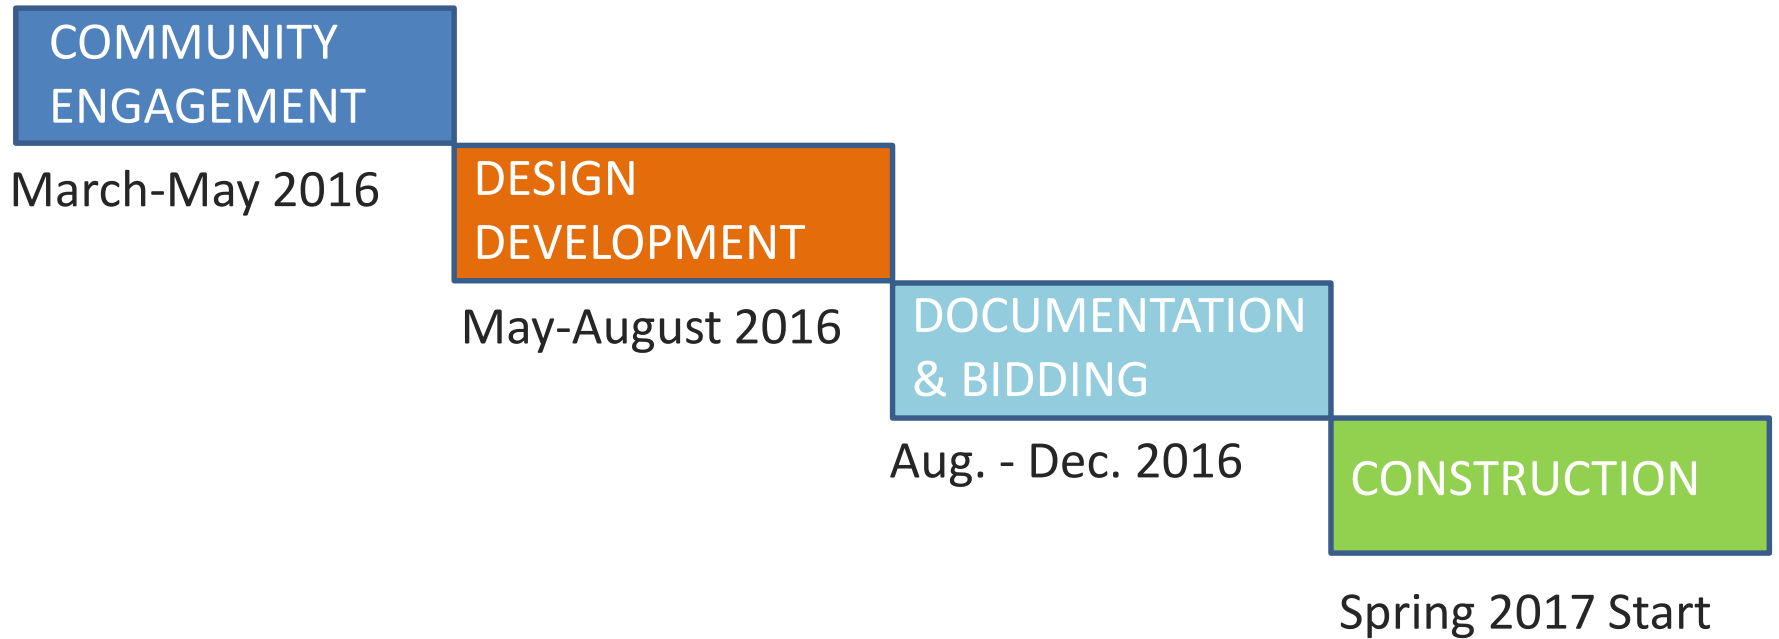 COMMUNITY
ENGAGEMENT
March-May 2016
DESIGN
DEVELOPMENT
May-August 2016
DOCUMENTATION
& BIDDING
Aug. - Dec. 2016
CONSTRUCTION
Spring 2017 Start